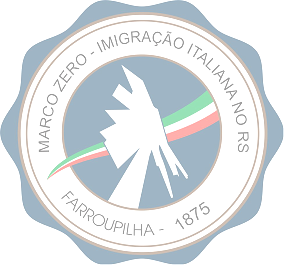 MARCO ZERO - IMIGRAÇÃO ITALIANA NO RS
FARROUPILHA - 1875